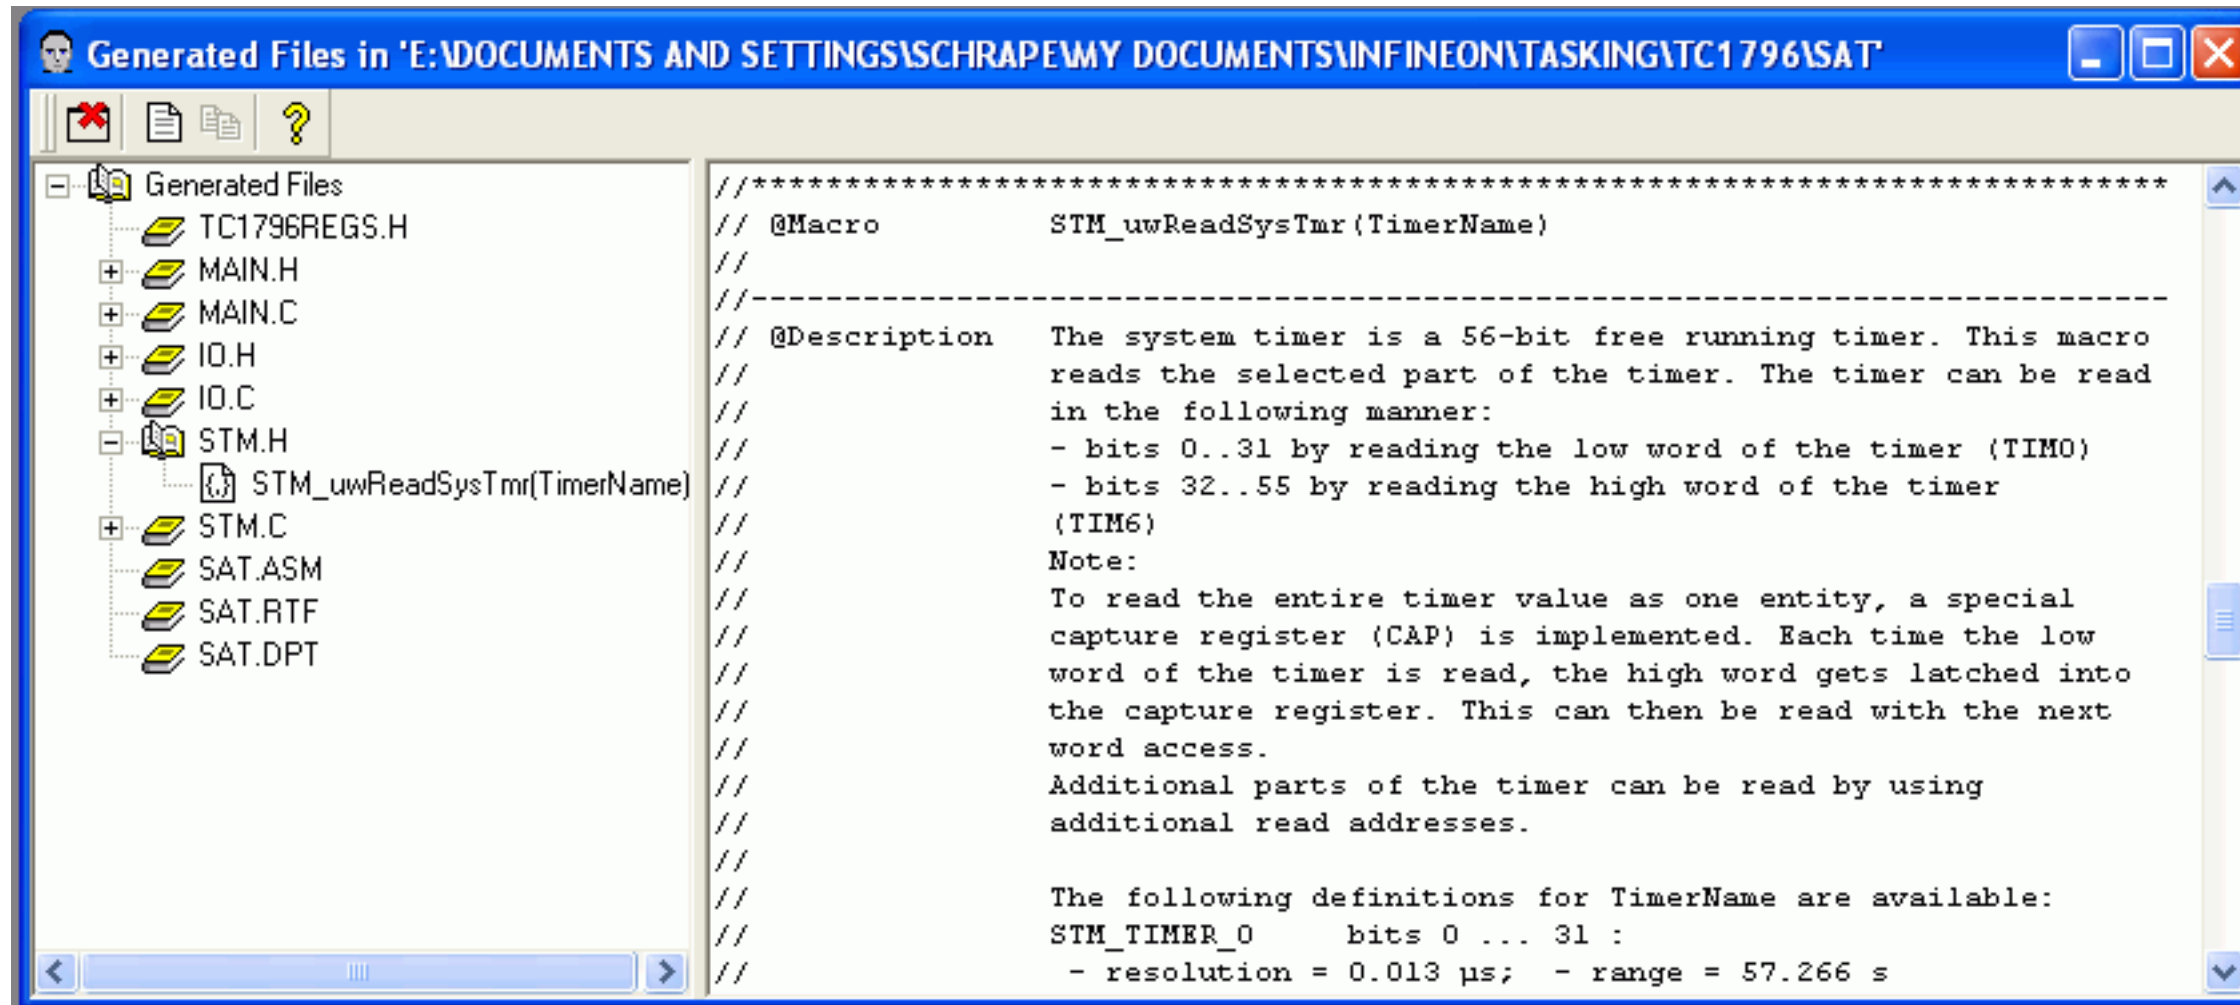 Generated Files in 'E:\DOCUMENTS AND SETTINGS\SCHRAPE\MY DOCUMENTS\INFINEON\TASKING\TC1796\SAT'
Generated Files
TC1796REGS.H
MAIN.H
MAIN.C
IO.H
IO.C
STM.H
STM_uwReadSysTmr(TimerName)
STM.C
SAT.ASM
SAT.RTF
SAT.DPT
//****************************************************************************
// @Macro         STM_uwReadSysTmr(TimerName)
//
//----------------------------------------------------------------------------
// @Description   The system timer is a 56-bit free running timer. This macro
//                reads the selected part of the timer. The timer can be read
//                in the following manner:
//                - bits 0..31 by reading the low word of the timer (TIM0)
//                - bits 32..55 by reading the high word of the timer
//                (TIM6)
//                Note:
//                To read the entire timer value as one entity, a special
//                capture register (CAP) is implemented. Each time the low
//                word of the timer is read, the high word gets latched into
//                the capture register. This can then be read with the next
//                word access.
//                Additional parts of the timer can be read by using
//                additional read addresses.
//
//                The following definitions for TimerName are available:
//                STM_TIMER_0     bits 0 ... 31 :
//                 - resolution = 0.013 µs;  - range = 57.266 s